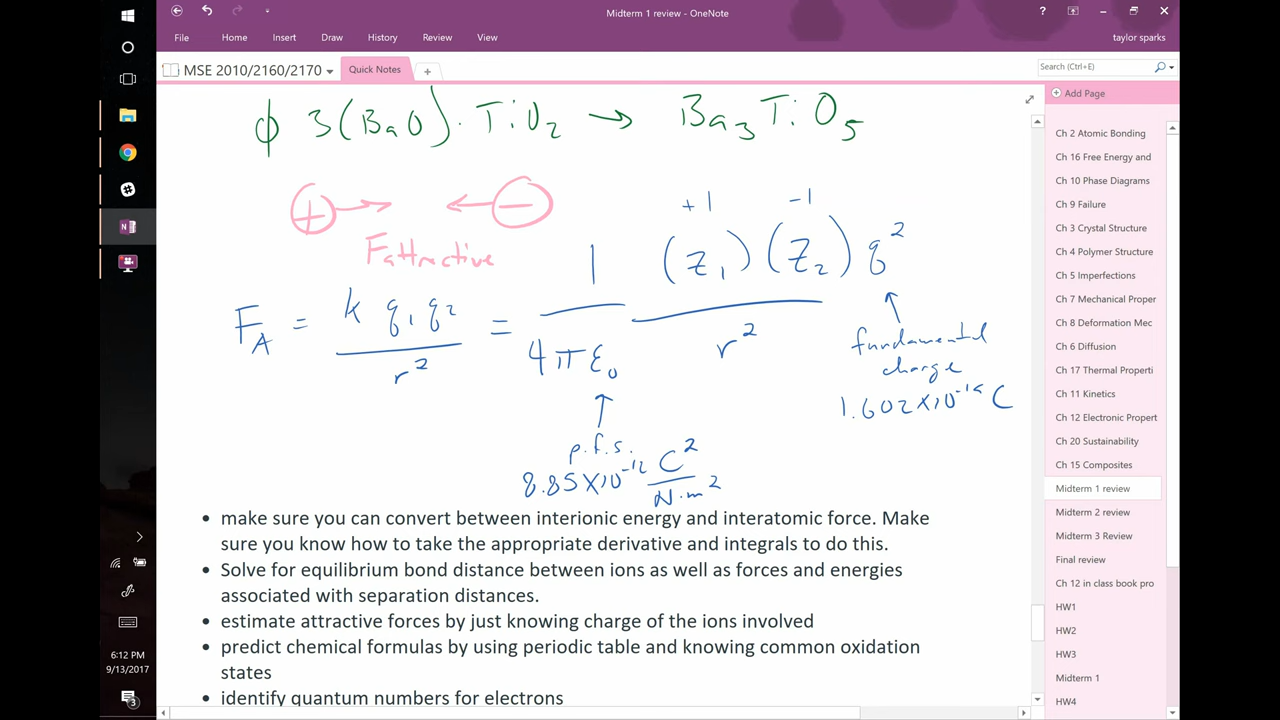 Midterm 1 review - OneNote
taylor sparks
File Home Insert Draw History Review View
MSE 2010/2160/2170
Quick Notes
Search (Ctrl+E)
Add Page
Ch 2 Atomic Bonding
Ch 16 Free Energy and
Ch 10 Phase Diagrams
Ch 9 Failure
Ch 3 Crystal Structure
Ch 4 Polymer Structure
Ch 5 Imperfections
Ch 7 Mechanical Proper
Ch 8 Deformation Mec
Ch 6 Diffusion
Ch 17 Thermal Properti
Ch 11 Kinetics
Ch 12 Electronic Propert
Ch 20 Sustainability
Ch 15 Composites
Midterm 1 review
Midterm 2 review
Midterm 3 Review
Final review
Ch 12 in class book pro
HW1
HW2
HW3
Midterm 1
HW4
ϕ 3(BaO)·TiO2 → Ba3TiO5
+ → ← −
Fattractive
+1 -1
FA = k q1 q2 / r2 = 1 / 4πε0 (Z1)(Z2) q2 / r2
fundamental
charge
1.602×10-19 C
p.f.s.
8.85×10-12 C2 / N·m2
• make sure you can convert between interionic energy and interatomic force. Make
sure you know how to take the appropriate derivative and integrals to do this.
• Solve for equilibrium bond distance between ions as well as forces and energies
associated with separation distances.
• estimate attractive forces by just knowing charge of the ions involved
• predict chemical formulas by using periodic table and knowing common oxidation
states
• identify quantum numbers for electrons
6:12 PM
9/13/2017
3